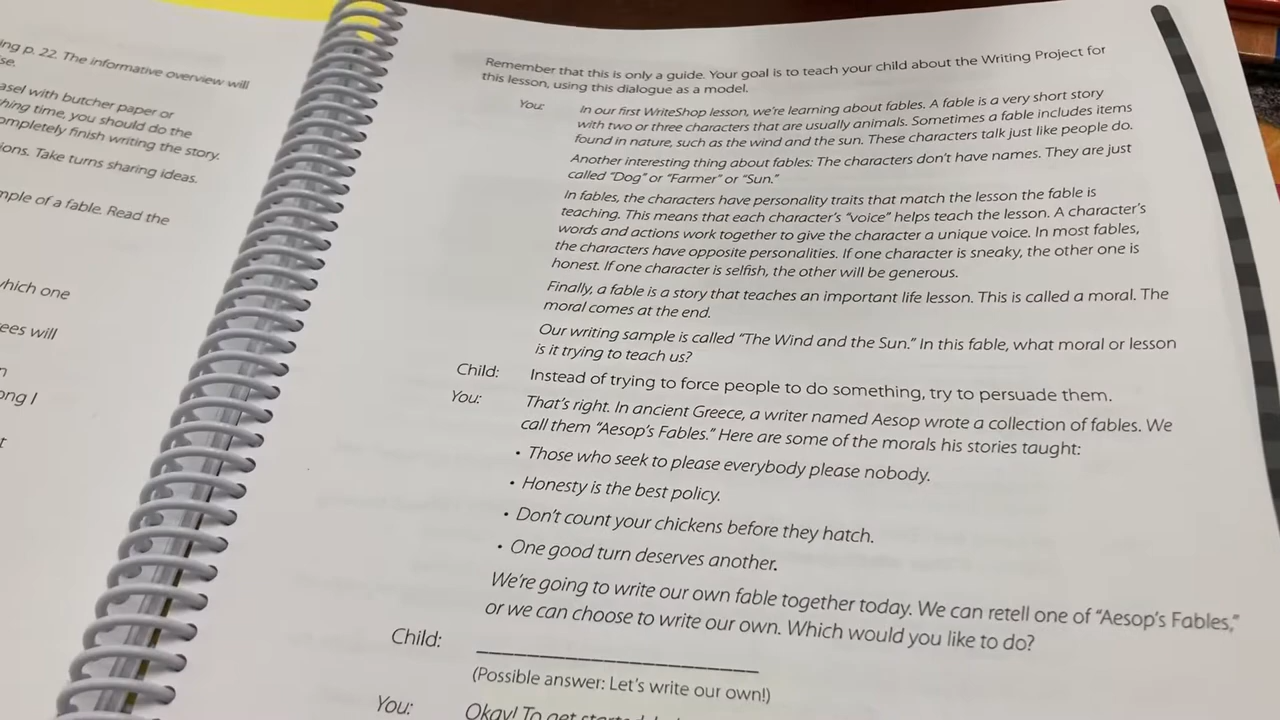 ing p. 22. The informative overview will
se.
asel with butcher paper or
hing time, you should do the
ompletely finish writing the story.
ions. Take turns sharing ideas.
mple of a fable. Read the
which one
ees will
n
ong I
t
Remember that this is only a guide. Your goal is to teach your child about the Writing Project for
this lesson, using this dialogue as a model.
You: In our first WriteShop lesson, we're learning about fables. A fable is a very short story
with two or three characters that are usually animals. Sometimes a fable includes items
found in nature, such as the wind and the sun. These characters talk just like people do.
Another interesting thing about fables: The characters don't have names. They are just
called "Dog" or "Farmer" or "Sun."
In fables, the characters have personality traits that match the lesson the fable is
teaching. This means that each character's "voice" helps teach the lesson. A character's
words and actions work together to give the character a unique voice. In most fables,
the characters have opposite personalities. If one character is sneaky, the other one is
honest. If one character is selfish, the other will be generous.
Finally, a fable is a story that teaches an important life lesson. This is called a moral. The
moral comes at the end.
Our writing sample is called "The Wind and the Sun." In this fable, what moral or lesson
is it trying to teach us?
Child: Instead of trying to force people to do something, try to persuade them.
You: That's right. In ancient Greece, a writer named Aesop wrote a collection of fables. We
call them "Aesop's Fables." Here are some of the morals his stories taught:
• Those who seek to please everybody please nobody.
• Honesty is the best policy.
• Don't count your chickens before they hatch.
• One good turn deserves another.
We're going to write our own fable together today. We can retell one of "Aesop's Fables,"
or we can choose to write our own. Which would you like to do?
Child:
(Possible answer: Let's write our own!)
You: Okay! To get